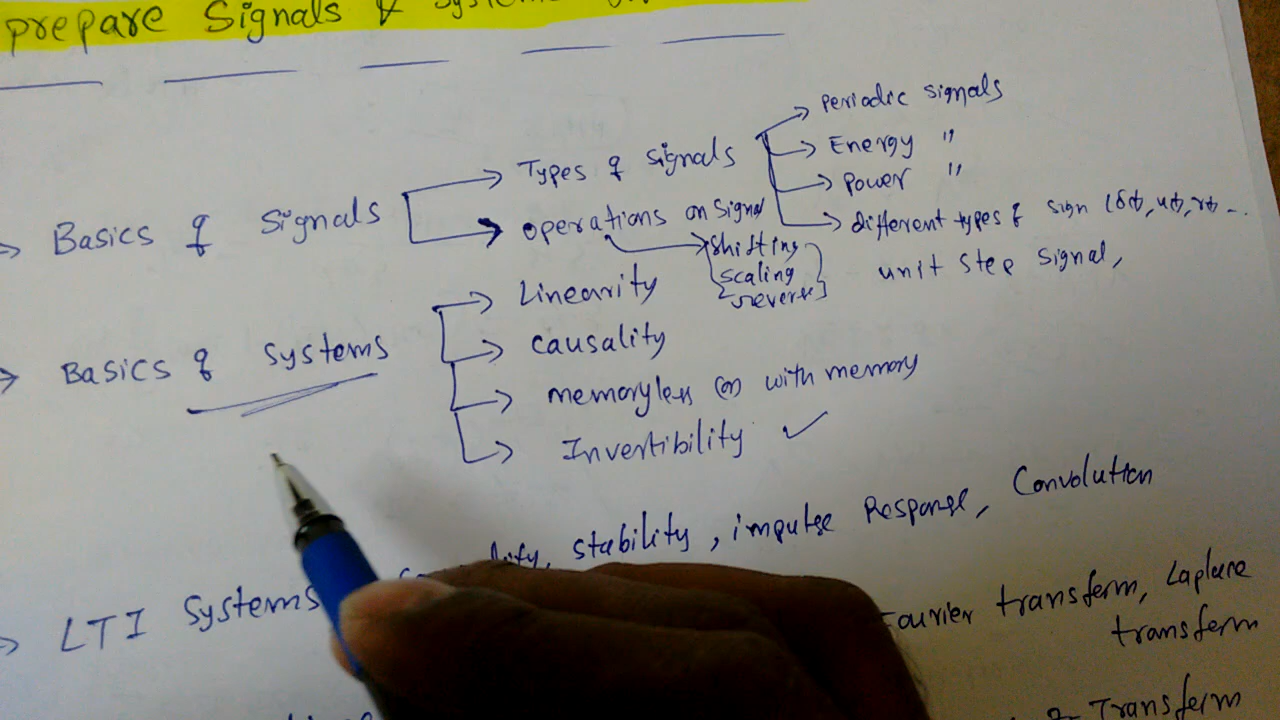 prepare Signals & Systems
→ Basics of Signals → Types of signals → Periodic signals
→ Energy "
→ Power "
→ different types of sign (δ(t), u(t), r(t) -..
unit step signal,
→ operations on signal → shifting
scaling
reverse
→ Basics of systems → Linearity
→ causality
→ memoryless (or) with memory
→ Invertibility ✓
→ LTI Systems stability, impulse Response, Convolution
Fourier transform, Laplace
transform
Transform